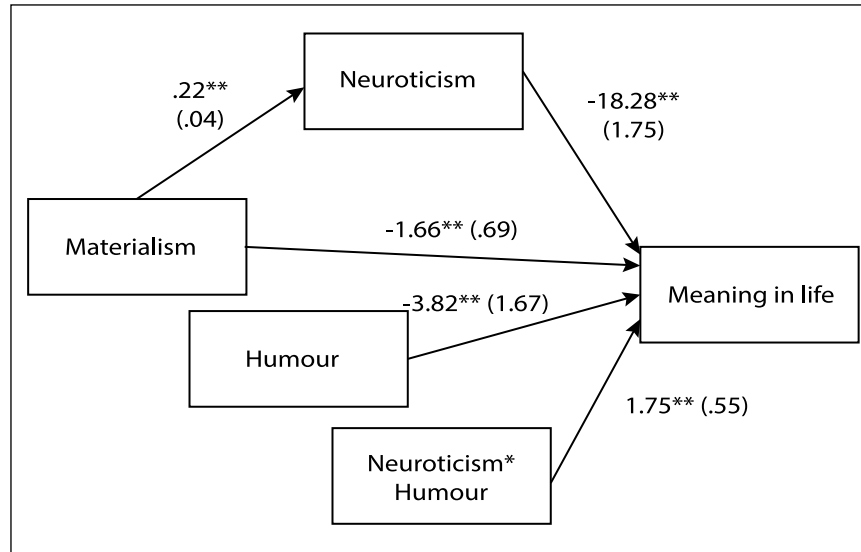 Neuroticism
.22**
(.04)
-18.28**
(1.75)
Materialism
-1.66** (.69)
Meaning in life
-3.82** (1.67)
Humour
1.75** (.55)
Neuroticism*
Humour